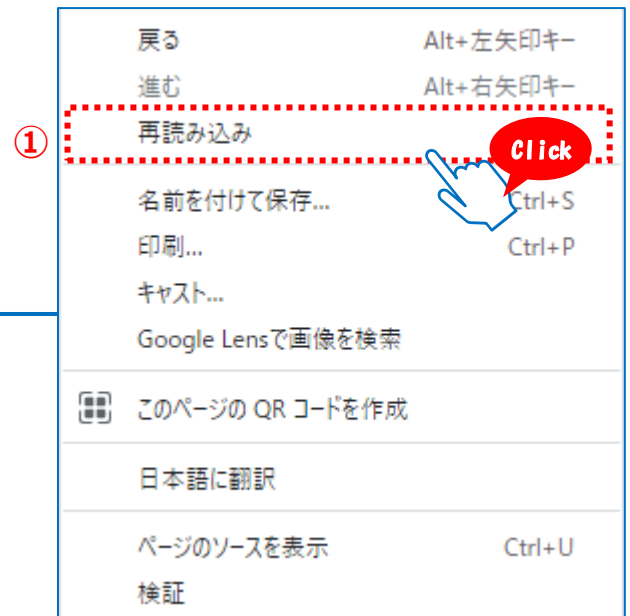 戻る Alt+左矢印キー
進む Alt+右矢印キー
① 再読み込み Click
名前を付けて保存... Ctrl+S
印刷... Ctrl+P
キャスト...
Google Lensで画像を検索
このページの QR コードを作成
日本語に翻訳
ページのソースを表示 Ctrl+U
検証